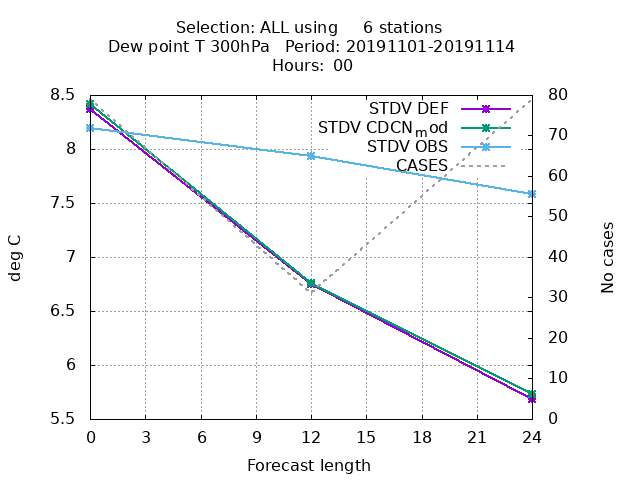 Selection: ALL using     6 stations
Dew point T 300hPa   Period: 20191101-20191114
Hours:  00
8.5
8
7.5
7
6.5
6
5.5
deg C
STDV DEF
STDV CDCN_mod
STDV OBS
CASES
80
70
60
50
40
30
20
10
0
No cases
0 3 6 9 12 15 18 21 24
Forecast length